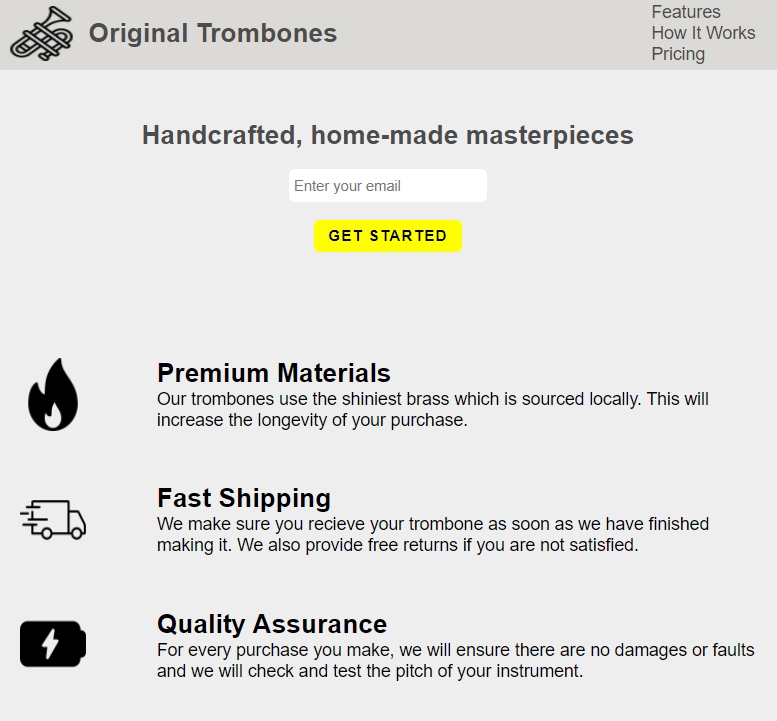 Original Trombones
Features
How It Works
Pricing
Handcrafted, home-made masterpieces
Enter your email
GET STARTED
Premium Materials
Our trombones use the shiniest brass which is sourced locally. This will
increase the longevity of your purchase.
Fast Shipping
We make sure you recieve your trombone as soon as we have finished
making it. We also provide free returns if you are not satisfied.
Quality Assurance
For every purchase you make, we will ensure there are no damages or faults
and we will check and test the pitch of your instrument.